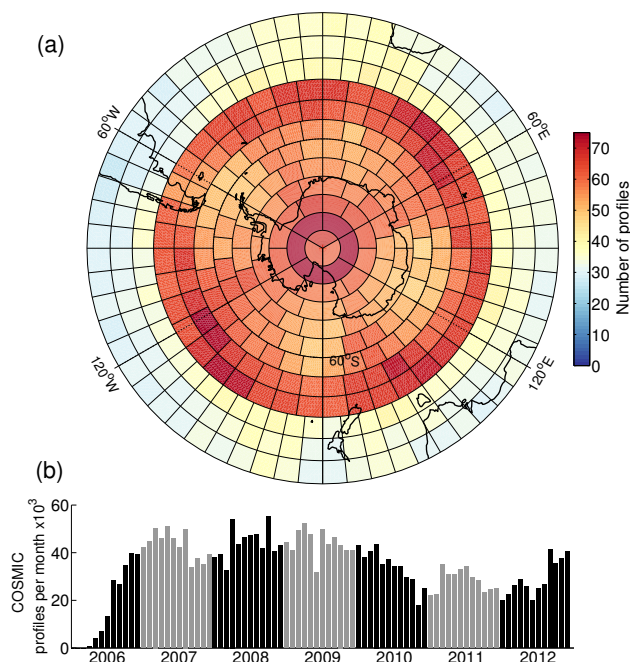 (a)
60°W
60°E
120°W
120°E
60°S
70
60
50
40
30
20
10
0
Number of profiles
(b)
COSMIC
profiles per month x10³
60
40
20
0
2006 2007 2008 2009 2010 2011 2012